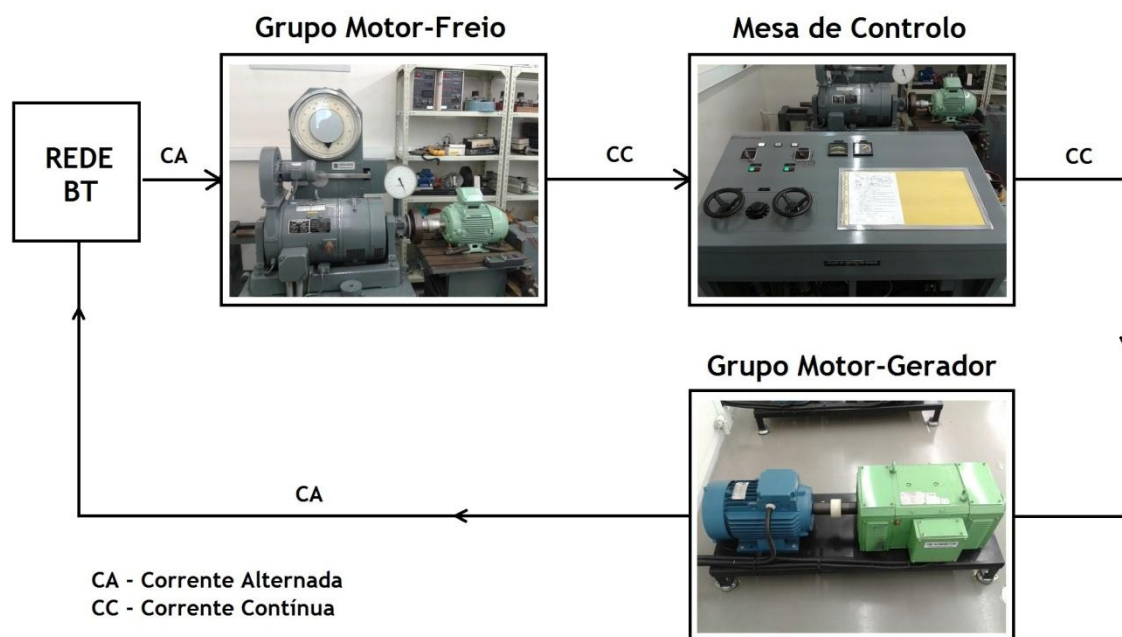 Grupo Motor-Freio
Mesa de Controlo
REDE
BT
CA
CC
CC
Grupo Motor-Gerador
CA
CA - Corrente Alternada
CC - Corrente Contínua